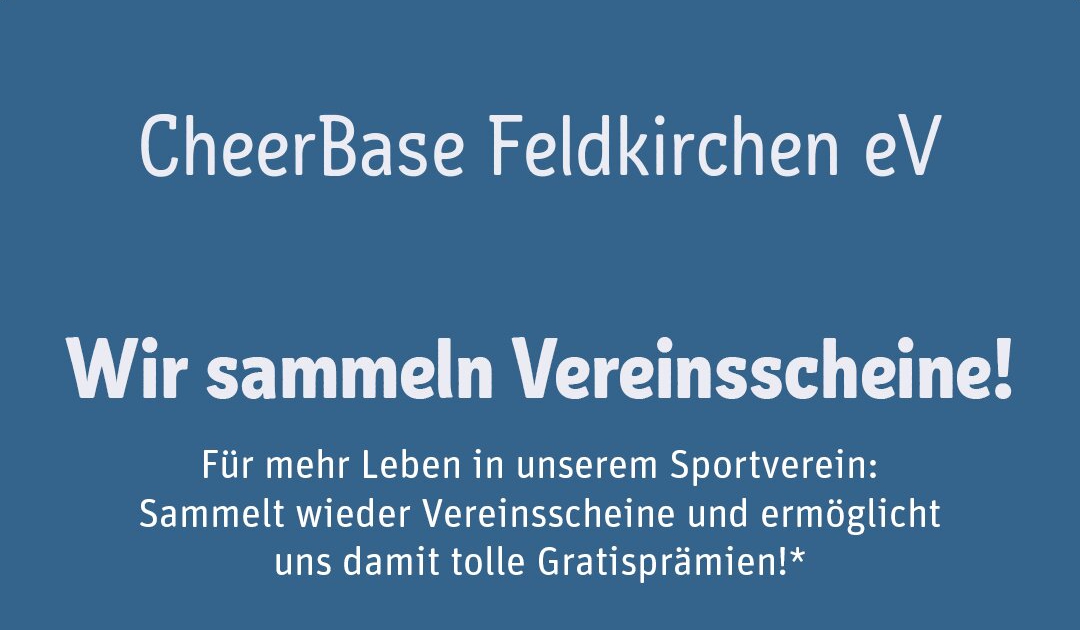 CheerBase Feldkirchen eV
Wir sammeln Vereinsscheine!
Für mehr Leben in unserem Sportverein:
Sammelt wieder Vereinsscheine und ermöglicht
uns damit tolle Gratisprämien!*